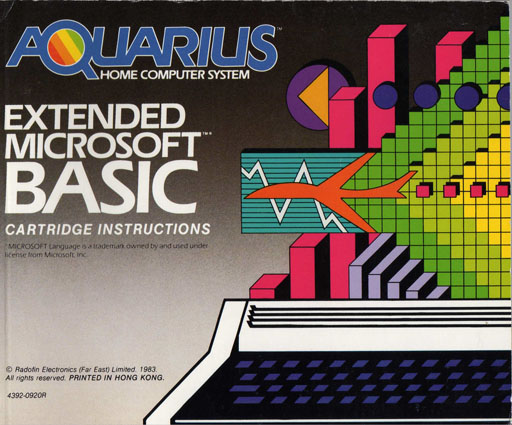 AQUARIUS™
HOME COMPUTER SYSTEM
EXTENDED
MICROSOFT™*
BASIC
CARTRIDGE INSTRUCTIONS
*MICROSOFT Language is a trademark owned by and used under
license from Microsoft, Inc.
© Radofin Electronics (Far East) Limited. 1983.
All rights reserved. PRINTED IN HONG KONG.
4392-0920R